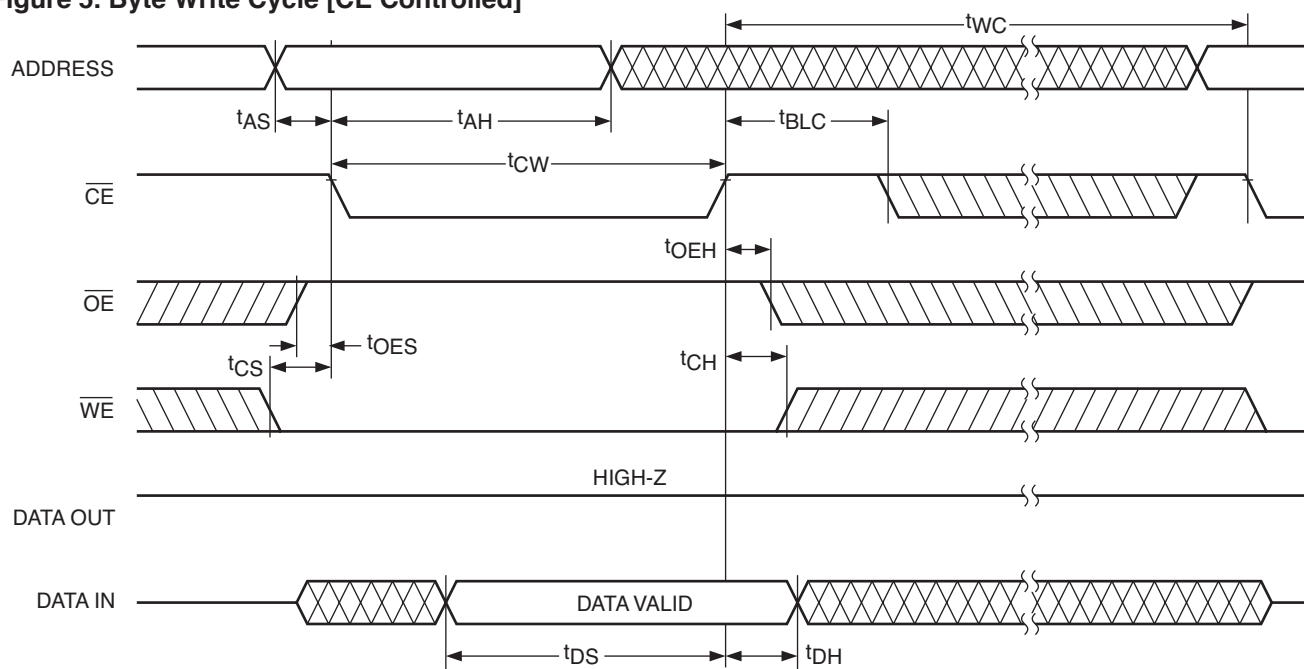 Figure 5. Byte Write Cycle [CE Controlled]
tWC
ADDRESS
tAS
tAH
tBLC
tCW
CE
tOEH
OE
tOES
tCS
tCH
WE
HIGH-Z
DATA OUT
DATA IN
DATA VALID
tDS
tDH